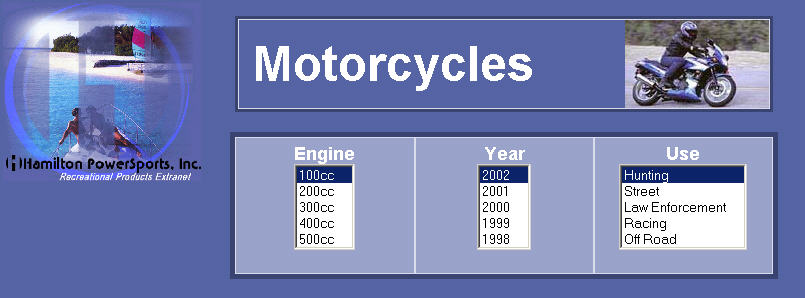 Motorcycles
Hamilton PowerSports, Inc.
Recreational Products Extranet
Engine
100cc
200cc
300cc
400cc
500cc
Year
2002
2001
2000
1999
1998
Use
Hunting
Street
Law Enforcement
Racing
Off Road